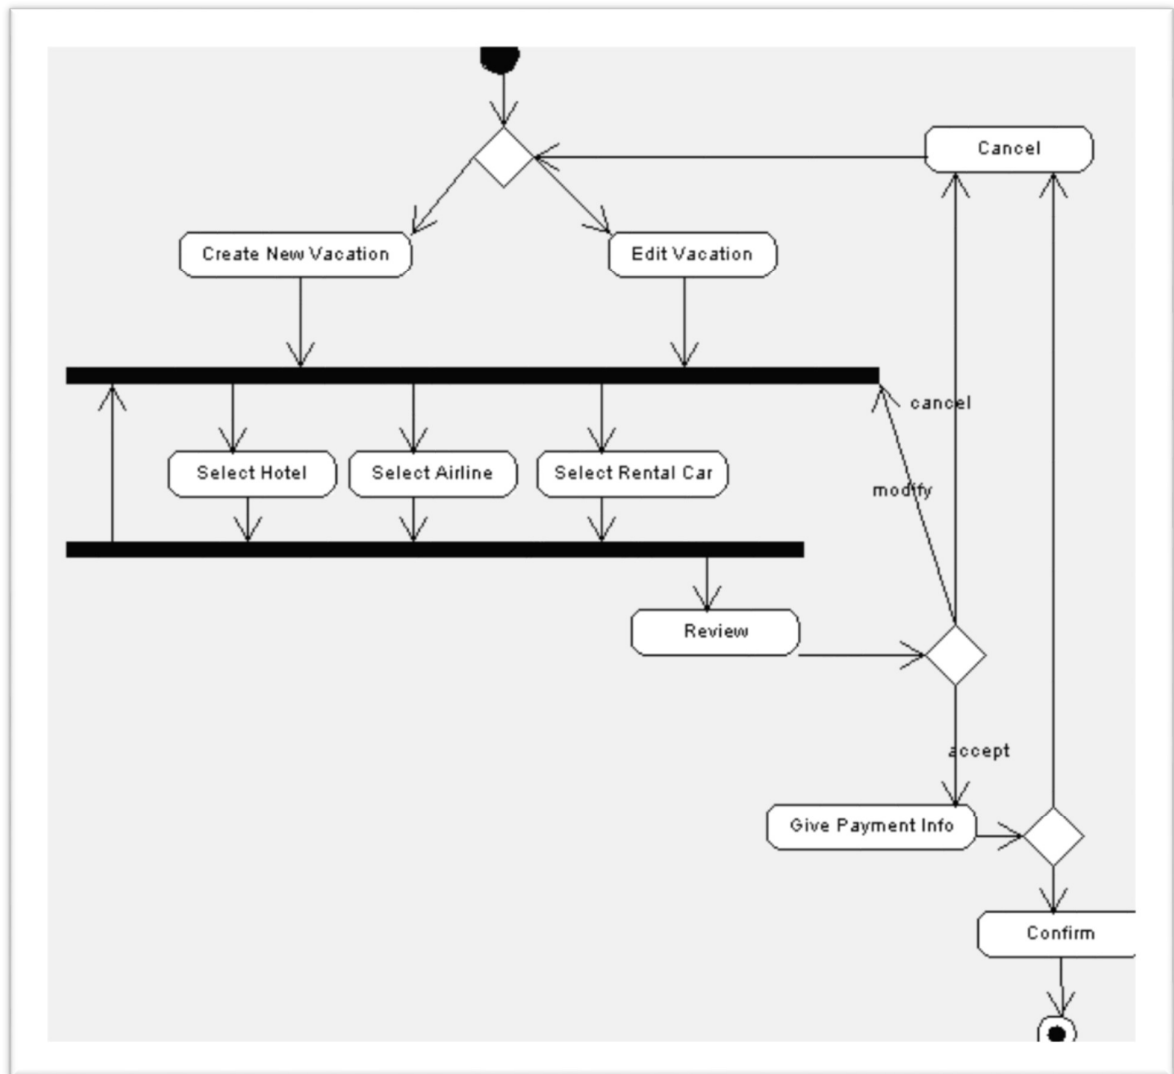 Cancel
Create New Vacation
Edit Vacation
cancel
Select Hotel
Select Airline
Select Rental Car
modify
Review
accept
Give Payment Info
Confirm